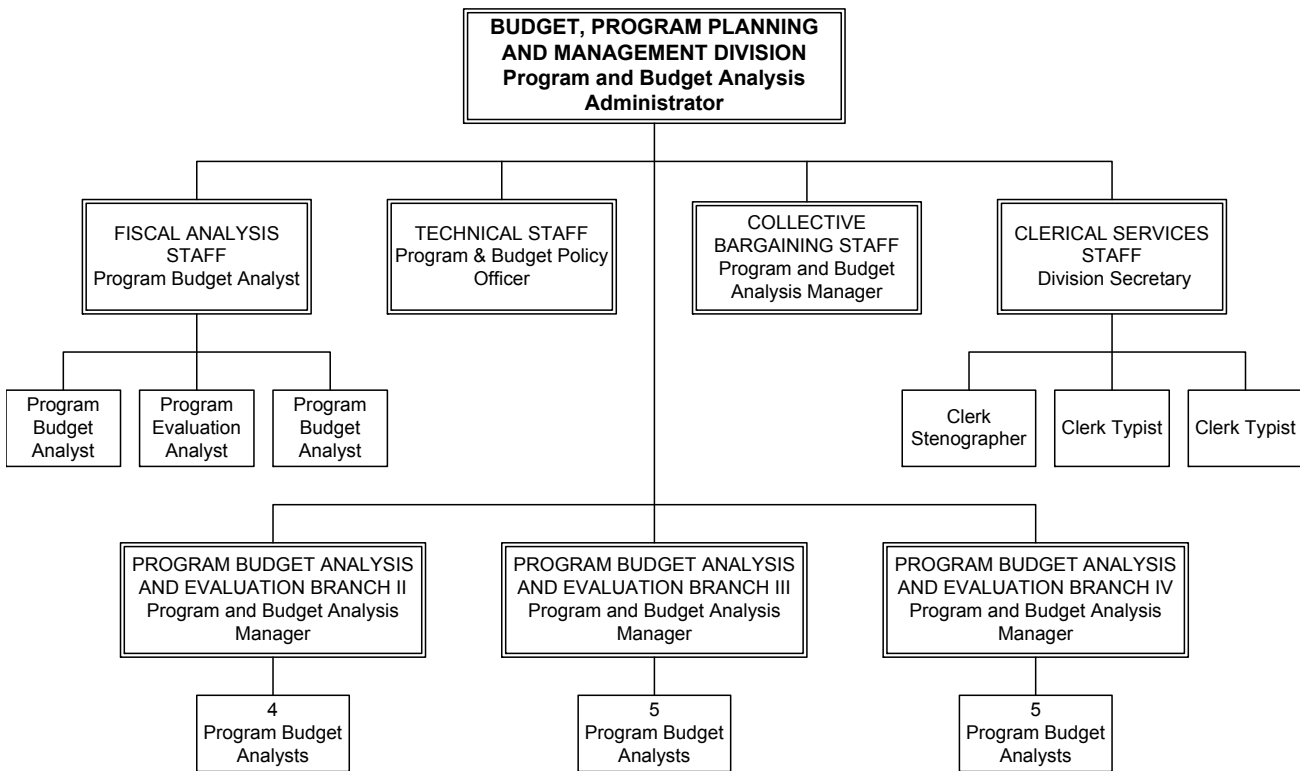 BUDGET, PROGRAM PLANNING
AND MANAGEMENT DIVISION
Program and Budget Analysis
Administrator
FISCAL ANALYSIS
STAFF
Program Budget Analyst
TECHNICAL STAFF
Program & Budget Policy
Officer
COLLECTIVE
BARGAINING STAFF
Program and Budget
Analysis Manager
CLERICAL SERVICES
STAFF
Division Secretary
Program
Budget
Analyst
Program
Evaluation
Analyst
Program
Budget
Analyst
Clerk
Stenographer
Clerk Typist
Clerk Typist
PROGRAM BUDGET ANALYSIS
AND EVALUATION BRANCH II
Program and Budget Analysis
Manager
PROGRAM BUDGET ANALYSIS
AND EVALUATION BRANCH III
Program and Budget Analysis
Manager
PROGRAM BUDGET ANALYSIS
AND EVALUATION BRANCH IV
Program and Budget Analysis
Manager
4
Program Budget
Analysts
5
Program Budget
Analysts
5
Program Budget
Analysts